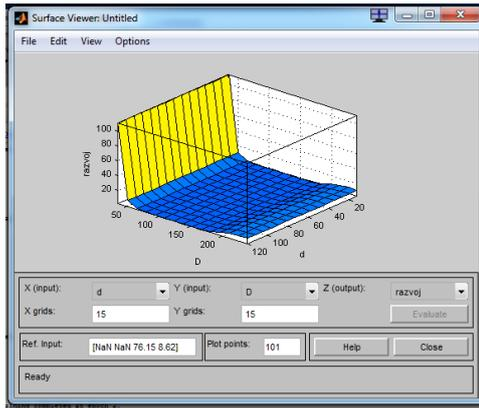 Surface Viewer: Untitled
File Edit View Options
100
80
60
40
20
razvoj
50 100 150 200
D
120 100 80 60 40 20
d
X (input): d Y (input): D Z (output): razvoj
X grids: 15 Y grids: 15 Evaluate
Ref. Input: [NaN NaN 76.15 8.62] Plot points: 101 Help Close
Ready